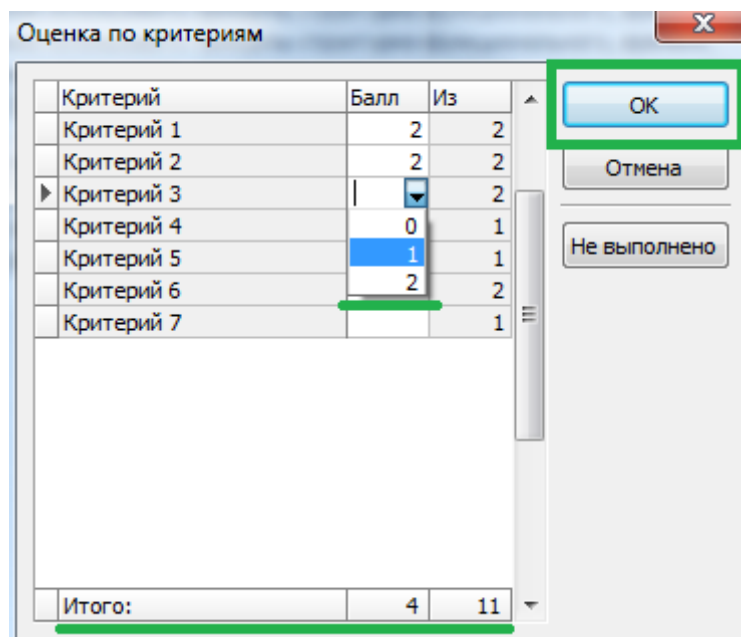 Оценка по критериям
Критерий Балл Из
Критерий 1 2 2
Критерий 2 2 2
Критерий 3 2
Критерий 4 0 1
Критерий 5 1 1
Критерий 6 2 2
Критерий 7 1
Итого: 4 11
OK
Отмена
Не выполнено